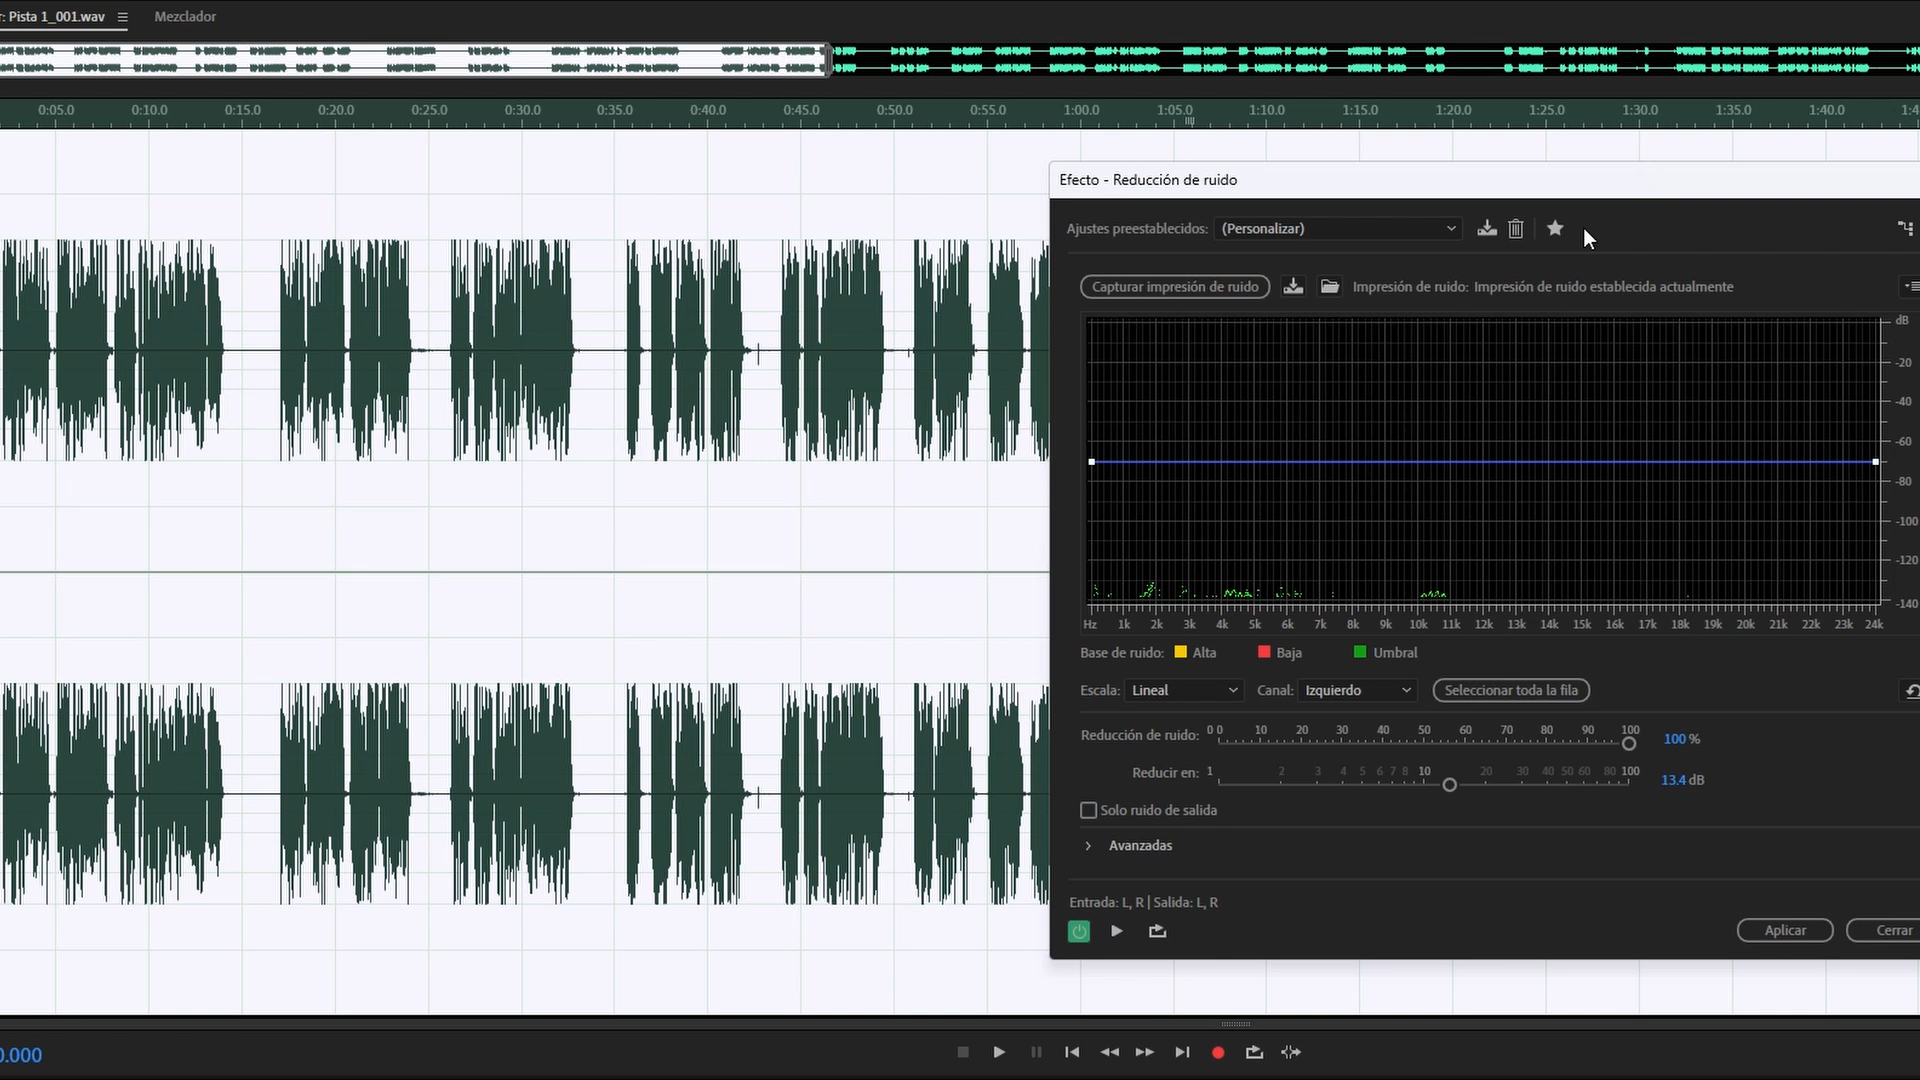 : Pista 1_001.wav
Mezclador
0:05.0 0:10.0 0:15.0 0:20.0 0:25.0 0:30.0 0:35.0 0:40.0 0:45.0 0:50.0 0:55.0 1:00.0 1:05.0 1:10.0 1:15.0 1:20.0 1:25.0 1:30.0 1:35.0 1:40.0 1:4
Efecto - Reducción de ruido
Ajustes preestablecidos: (Personalizar)
Capturar impresión de ruido Impresión de ruido: Impresión de ruido establecida actualmente
dB
-20
-40
-60
-80
-100
-120
-140
Hz 1k 2k 3k 4k 5k 6k 7k 8k 9k 10k 11k 12k 13k 14k 15k 16k 17k 18k 19k 20k 21k 22k 23k 24k
Base de ruido: Alta Baja Umbral
Escala: Lineal Canal: Izquierdo Seleccionar toda la fila
Reducción de ruido: 0 0 10 20 30 40 50 60 70 80 90 100 100 %
Reducir en: 1 2 3 4 5 6 7 8 10 20 30 40 50 60 80 100 13.4 dB
Solo ruido de salida
Avanzadas
Entrada: L, R | Salida: L, R
Aplicar Cerrar
0.000